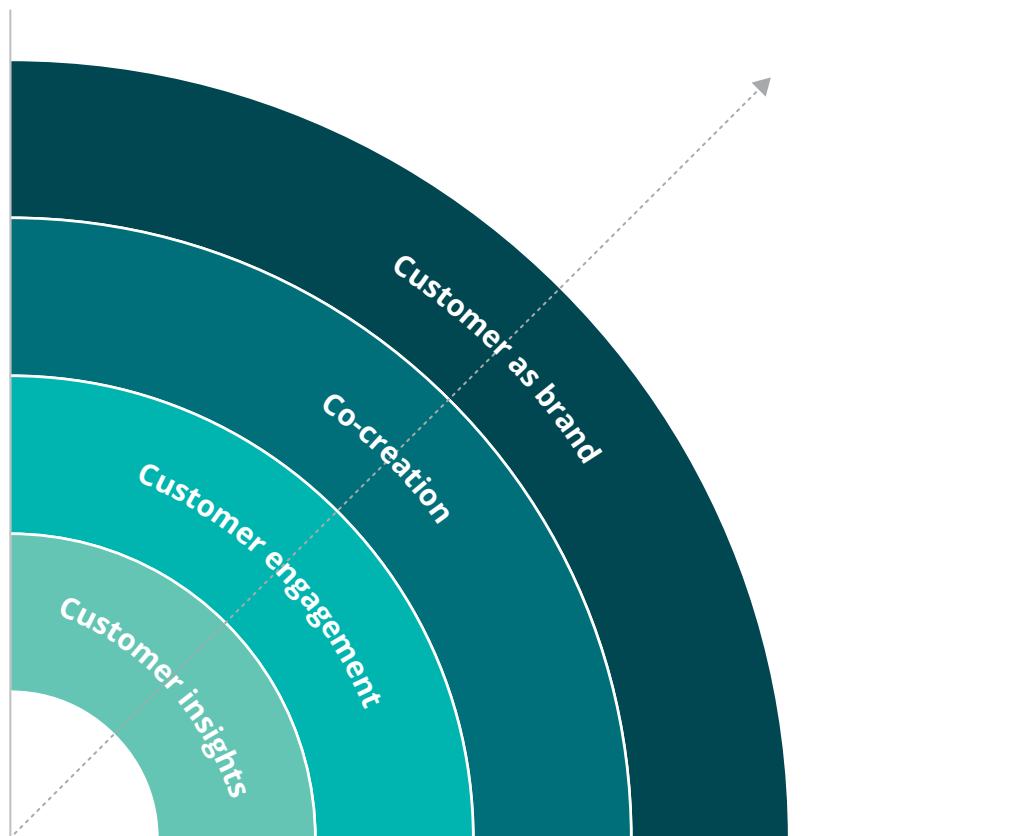 Customer as brand
Co-creation
Customer engagement
Customer insights